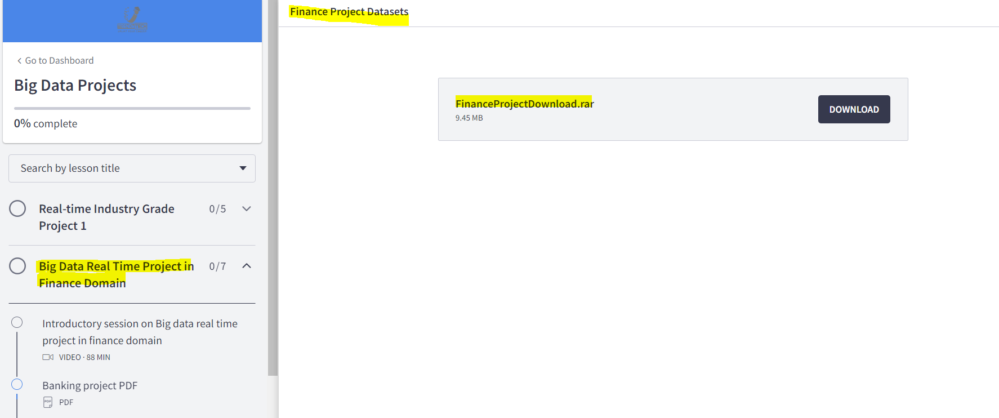 Go to Dashboard
Big Data Projects
0% complete
Search by lesson title
Real-time Industry Grade
Project 1
0/5
Big Data Real Time Project in
Finance Domain
0/7
Introductory session on Big data real time
project in finance domain
VIDEO · 88 MIN
Banking project PDF
PDF
PDF
Finance Project Datasets
FinanceProjectDownload.rar
9.45 MB
DOWNLOAD